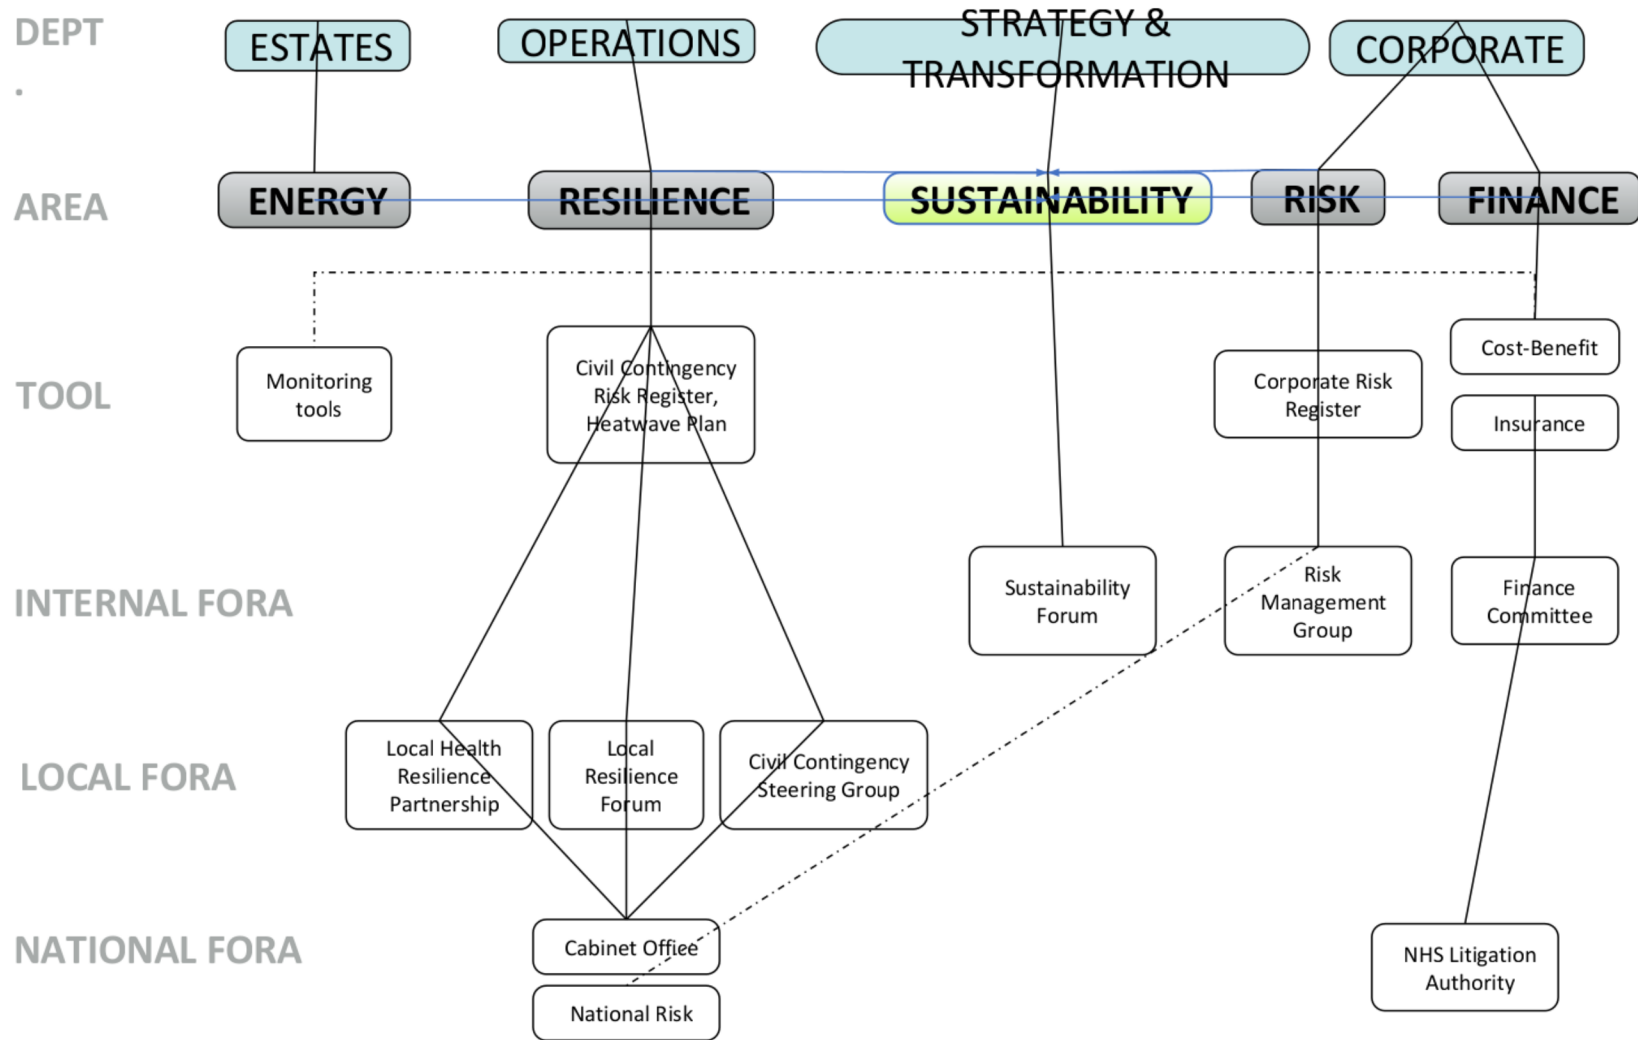 DEPT
.
ESTATES
OPERATIONS
STRATEGY &
TRANSFORMATION
CORPORATE
AREA
ENERGY
RESILIENCE
SUSTAINABILITY
RISK
FINANCE
TOOL
Monitoring
tools
Civil Contingency
Risk Register,
Heatwave Plan
Corporate Risk
Register
Cost-Benefit
Insurance
INTERNAL FORA
Sustainability
Forum
Risk
Management
Group
Finance
Committee
LOCAL FORA
Local Health
Resilience
Partnership
Local
Resilience
Forum
Civil Contingency
Steering Group
NATIONAL FORA
Cabinet Office
National Risk
NHS Litigation
Authority